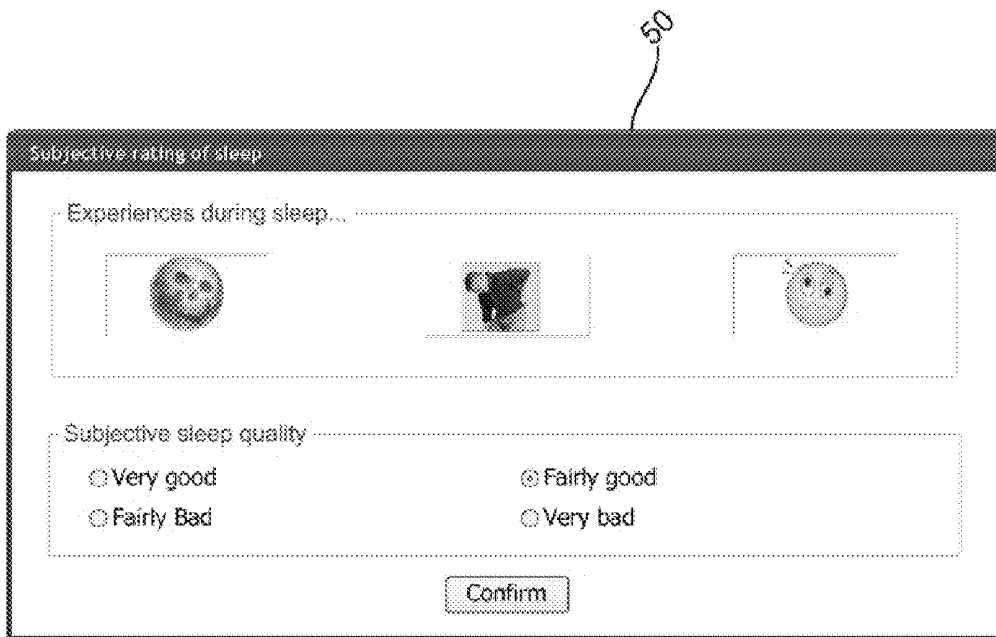 50
Subjective rating of sleep
Experiences during sleep...
Subjective sleep quality
Very good Fairly good
Fairly Bad Very bad
Confirm